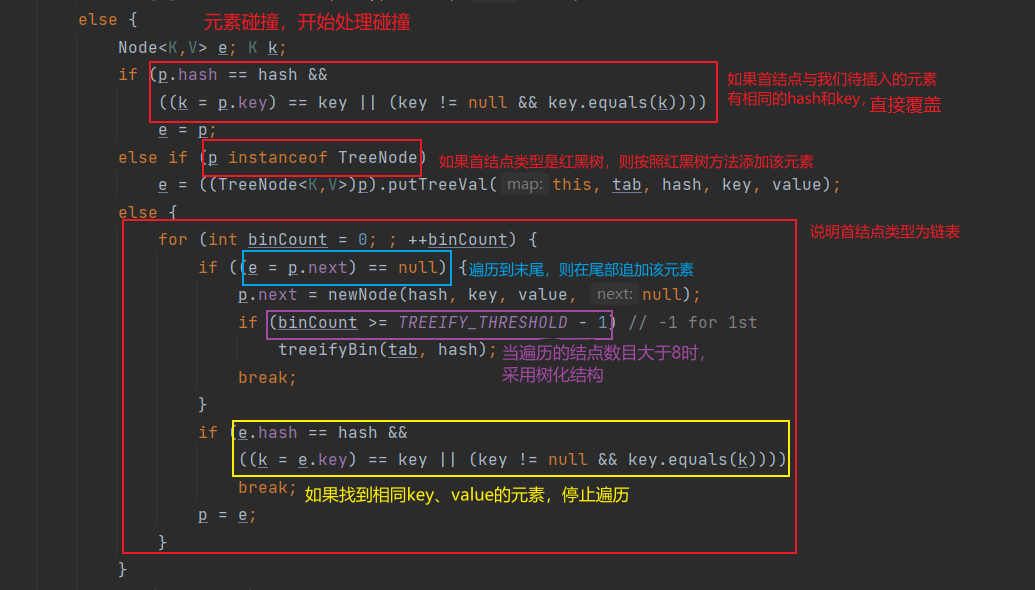 else {
元素碰撞，开始处理碰撞
Node<K,V> e; K k;
if (p.hash == hash &&
((k = p.key) == key || (key != null && key.equals(k))))
如果首结点与我们待插入的元素
有相同的hash和key，直接覆盖
e = p;
else if (p instanceof TreeNode)
如果首结点类型是红黑树，则按照红黑树方法添加该元素
e = ((TreeNode<K,V>)p).putTreeVal( map: this, tab, hash, key, value);
else {
说明首结点类型为链表
for (int binCount = 0; ; ++binCount) {
if ((e = p.next) == null) {
遍历到末尾，则在尾部追加该元素
p.next = newNode(hash, key, value, next: null);
if (binCount >= TREEIFY_THRESHOLD - 1) // -1 for 1st
treeifyBin(tab, hash);
当遍历的结点数目大于8时，
采用树化结构
break;
}
if (e.hash == hash &&
((k = e.key) == key || (key != null && key.equals(k))))
break;
如果找到相同key、value的元素，停止遍历
p = e;
}
}